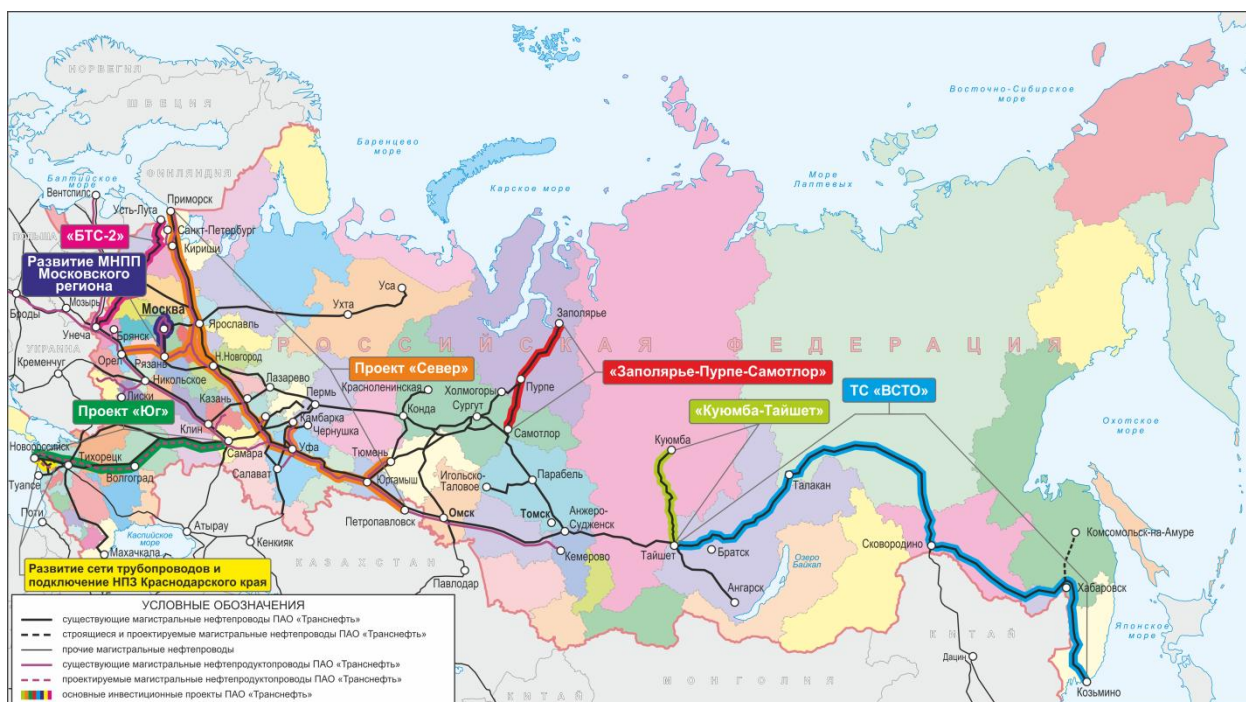 НОРВЕГИЯ
ШВЕЦИЯ
ФИНЛЯНДИЯ
Баренцево
море
Карское море
Море
Лаптевых
Восточно-Сибирское
море
Балтийское
море
Вентспилс
Приморск
Усть-Луга
Санкт-Петербург
Кириши
«БТС-2»
ПОЛЬША
Развитие МНПП
Московского
региона
Уса
Ухта
Мозырь
Москва
Броды
Унеча
Брянск
Ярославль
Заполярье
РОССИЙСКАЯ ФЕДЕРАЦИЯ
УКРАИНА
Кременчуг
Орел
Рязань
Н.Новгород
Проект «Север»
«Заполярье-Пурпе-Самотлор»
ТС «ВСТО»
Никольское
Лазарево
Красноленинская
Холмогоры
Пурпе
«Куюмба-Тайшет»
Лиски
Казань
Пермь
Конда
Сургут
Проект «Юг»
Камбарка
Чернушка
Самотлор
Охотское
море
Клин
Куюмба
Новороссийск
Тихорецк
Самара
Уфа
Тюмень
Парабель
Талакан
Туапсе
Волгоград
Салават
Юргамыш
Игольско-
Таловое
Поти
Петропавловск
Омск
Томск
Анжеро-
Судженск
Комсомольск-на-Амуре
Каспийское
море
Атырау
Кенкияк
Тайшет
Братск
Сковородино
Махачкала
КАЗАХСТАН
Кемерово
Озеро
Байкал
Развитие сети трубопроводов и
подключение НПЗ Краснодарского края
Павлодар
Ангарск
Хабаровск
УСЛОВНЫЕ ОБОЗНАЧЕНИЯ
существующие магистральные нефтепроводы ПАО «Транснефть»
строящиеся и проектируемые магистральные нефтепроводы ПАО «Транснефть»
прочие магистральные нефтепроводы
существующие магистральные нефтепродуктопроводы ПАО «Транснефть»
проектируемые магистральные нефтепродуктопроводы ПАО «Транснефть»
основные инвестиционные проекты ПАО «Транснефть»
КИТАЙ
МОНГОЛИЯ
КИТАЙ
Дацин
Японское
море
Козьмино